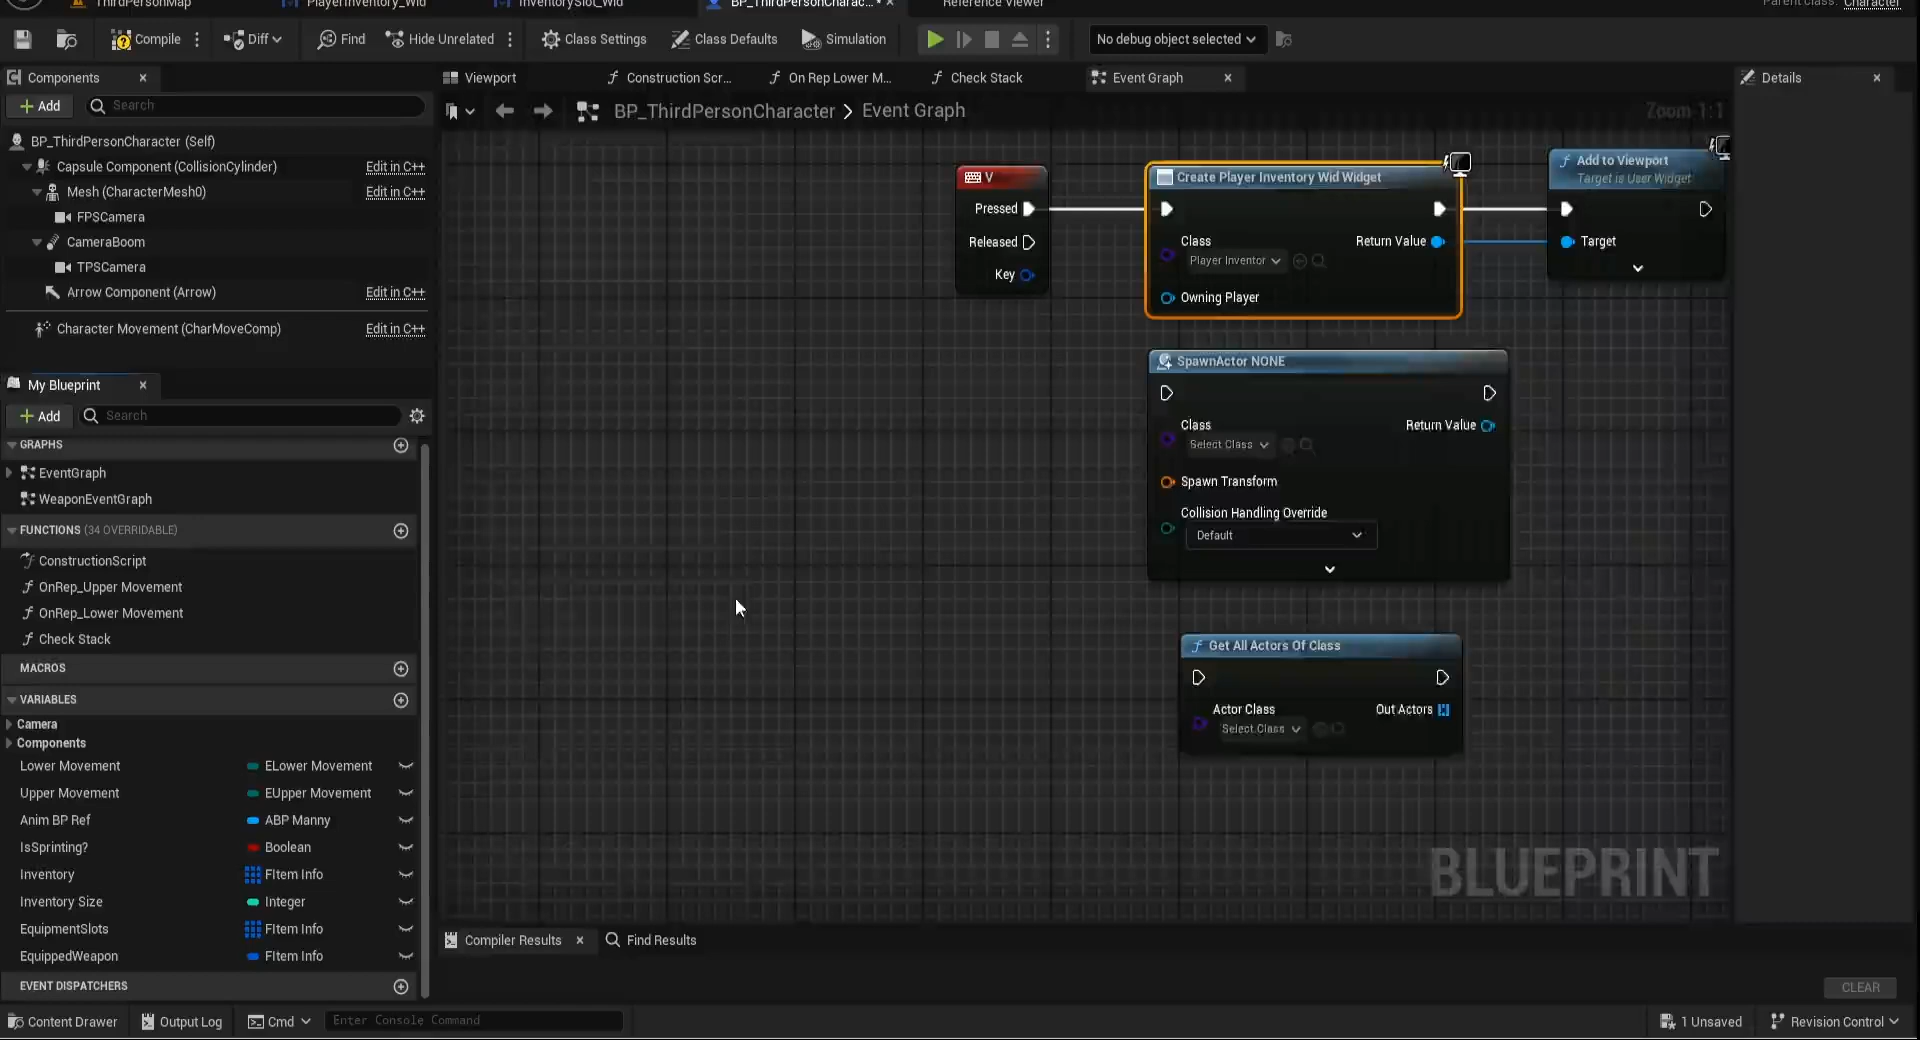 ThirdPersonMap
PlayerInventory_Wid
InventorySlot_Wid
BP_ThirdPersonCharac...*
Reference Viewer
Parent class: Character
Compile
Diff
Find
Hide Unrelated
Class Settings
Class Defaults
Simulation
No debug object selected
Components
Viewport
Construction Scr...
On Rep Lower M...
Check Stack
Event Graph
Details
Add
Search
BP_ThirdPersonCharacter > Event Graph
Zoom 1:1
BP_ThirdPersonCharacter (Self)
Capsule Component (CollisionCylinder) Edit in C++
Mesh (CharacterMesh0) Edit in C++
FPSCamera
CameraBoom
TPSCamera
Arrow Component (Arrow) Edit in C++
Character Movement (CharMoveComp) Edit in C++
V
Pressed
Released
Key
Create Player Inventory Wid Widget
Class
Player Inventor
Return Value
Owning Player
Add to Viewport
Target is User Widget
Target
SpawnActor NONE
Class
Select Class
Return Value
Spawn Transform
Collision Handling Override
Default
Get All Actors Of Class
Actor Class
Select Class
Out Actors
My Blueprint
Add
Search
GRAPHS
EventGraph
WeaponEventGraph
FUNCTIONS (34 OVERRIDABLE)
ConstructionScript
OnRep_Upper Movement
OnRep_Lower Movement
Check Stack
MACROS
VARIABLES
Camera
Components
Lower Movement ELower Movement
Upper Movement EUpper Movement
Anim BP Ref ABP Manny
IsSprinting? Boolean
Inventory FItem Info
Inventory Size Integer
EquipmentSlots FItem Info
EquippedWeapon FItem Info
EVENT DISPATCHERS
BLUEPRINT
Compiler Results
Find Results
CLEAR
Content Drawer
Output Log
Cmd
Enter Console Command
1 Unsaved
Revision Control